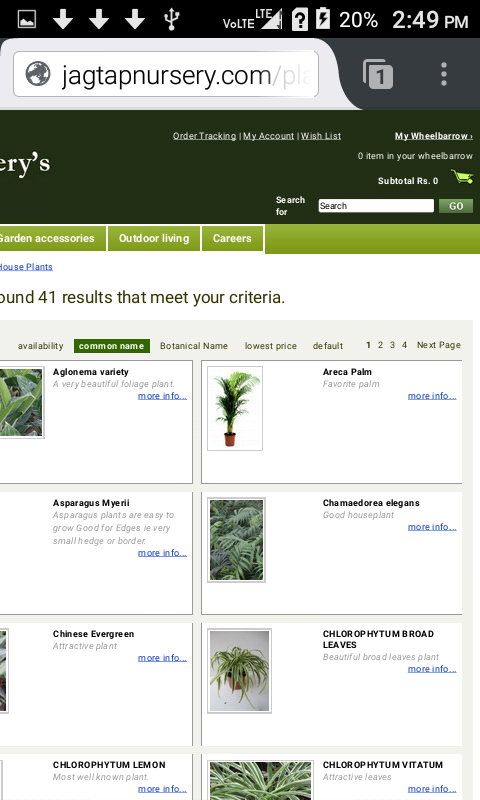 VoLTE LTE 20% 2:49 PM
jagtapnursery.com/pla 1
Order Tracking | My Account | Wish List My Wheelbarrow ›
ery's
0 item in your wheelbarrow
Subtotal Rs. 0
Search for Search GO
Garden accessories Outdoor living Careers
House Plants
ound 41 results that meet your criteria.
availability common name Botanical Name lowest price default 1 2 3 4 Next Page
Aglonema variety
A very beautiful foliage plant.
more info...
Areca Palm
Favorite palm
more info...
Asparagus Myerii
Asparagus plants are easy to
grow Good for Edges ie very
small hedge or border.
more info...
Chamaedorea elegans
Good houseplant
more info...
Chinese Evergreen
Attractive plant
more info...
CHLOROPHYTUM BROAD
LEAVES
Beautiful broad leaves plant
more info...
CHLOROPHYTUM LEMON
Most well known plant.
more info...
CHLOROPHYTUM VITATUM
Attractive leaves
more info...